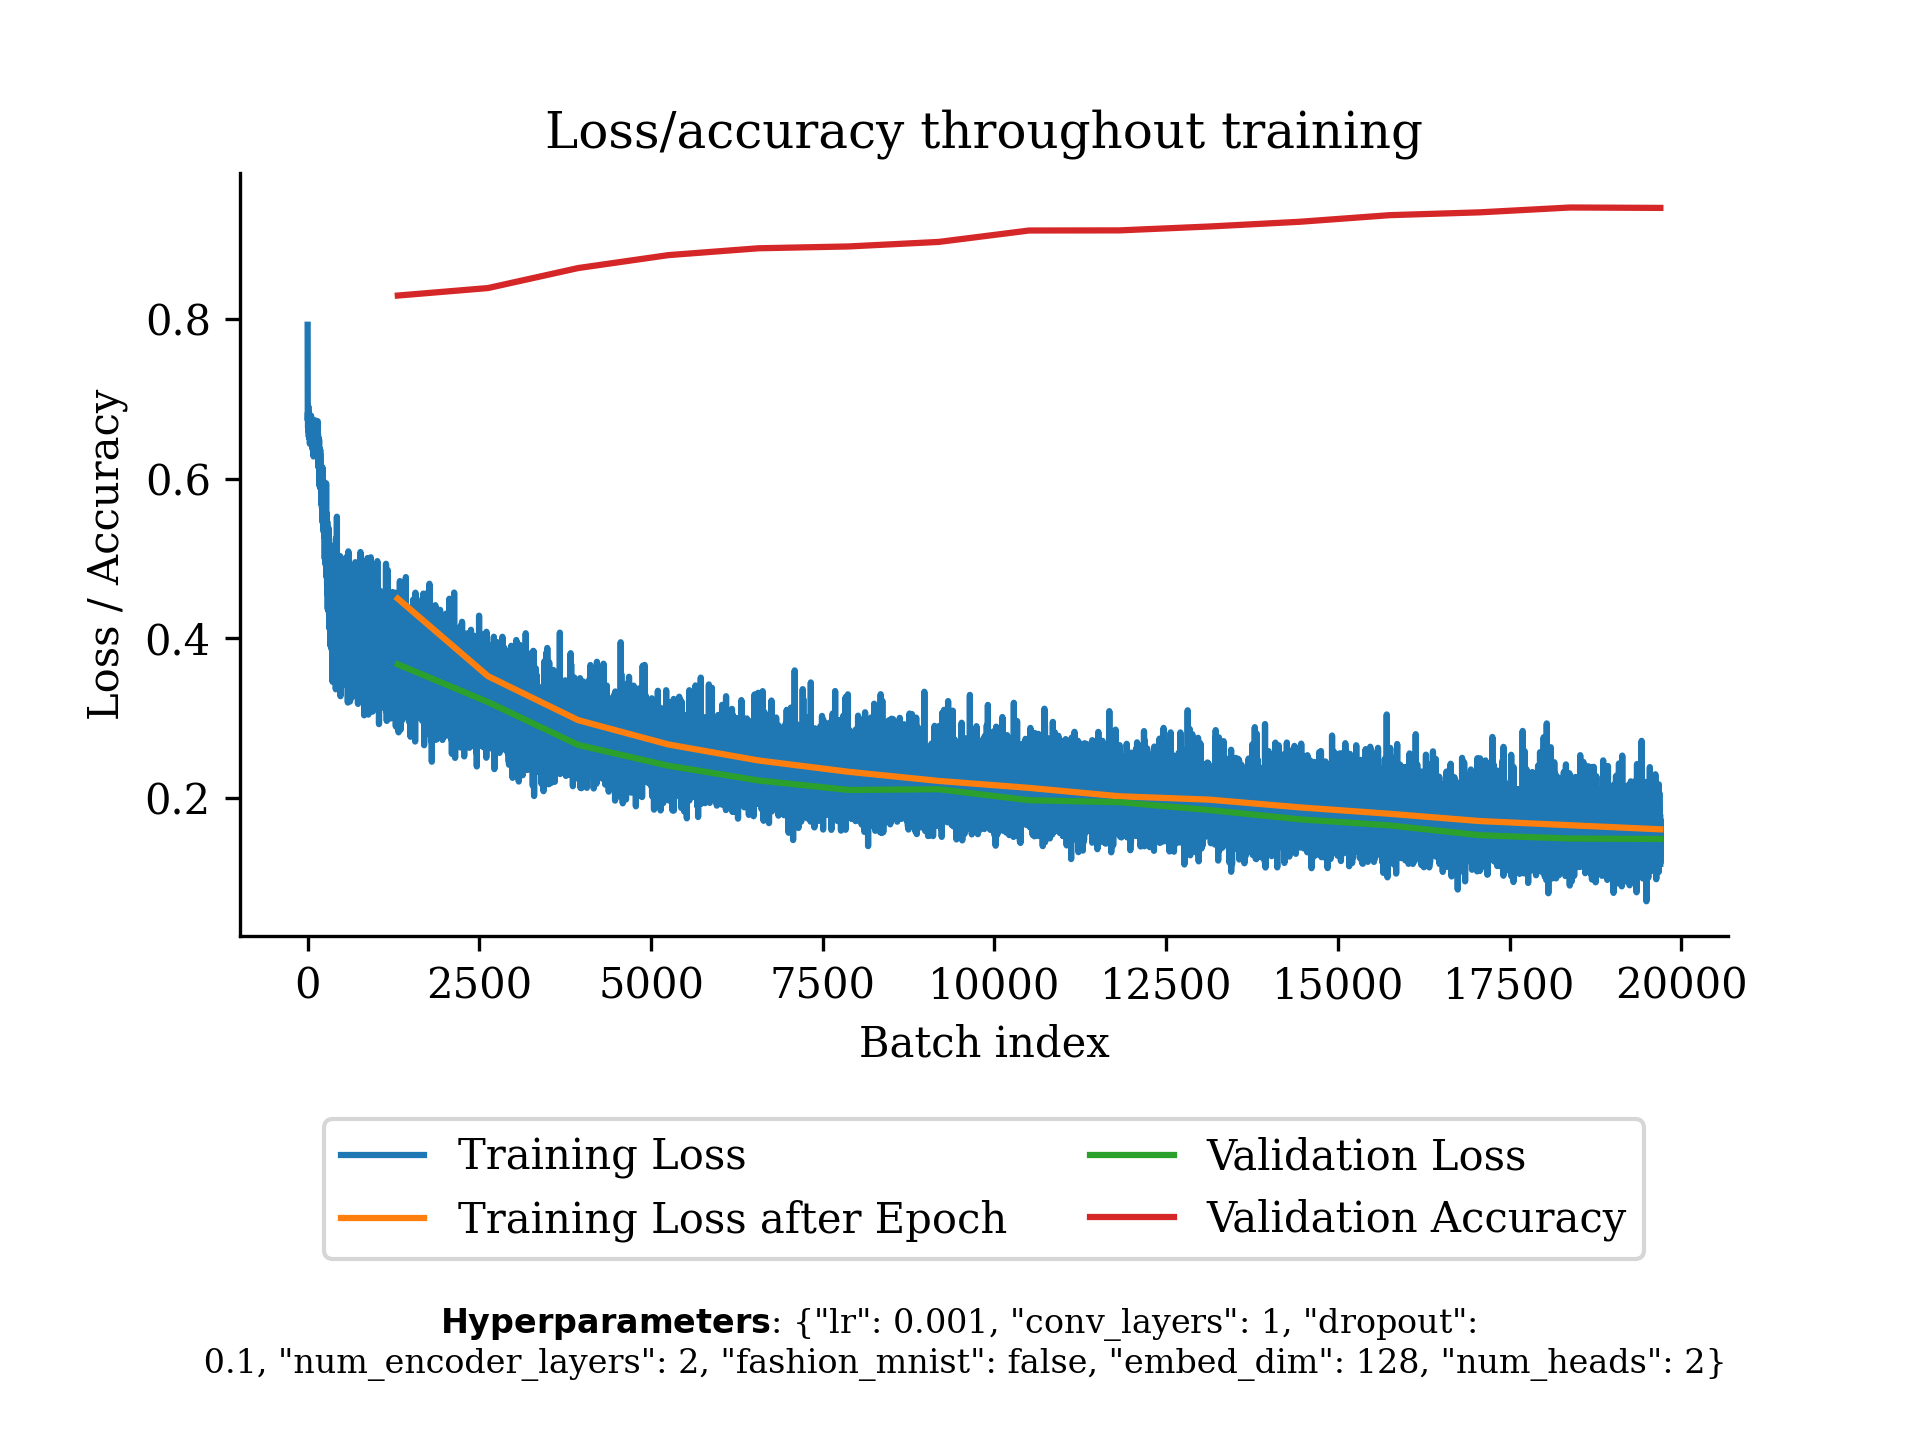 Loss/accuracy throughout training
Loss / Accuracy
0.8
0.6
0.4
0.2
0 2500 5000 7500 10000 12500 15000 17500 20000
Batch index
Training Loss
Training Loss after Epoch
Validation Loss
Validation Accuracy
Hyperparameters: {"lr": 0.001, "conv_layers": 1, "dropout":
0.1, "num_encoder_layers": 2, "fashion_mnist": false, "embed_dim": 128, "num_heads": 2}